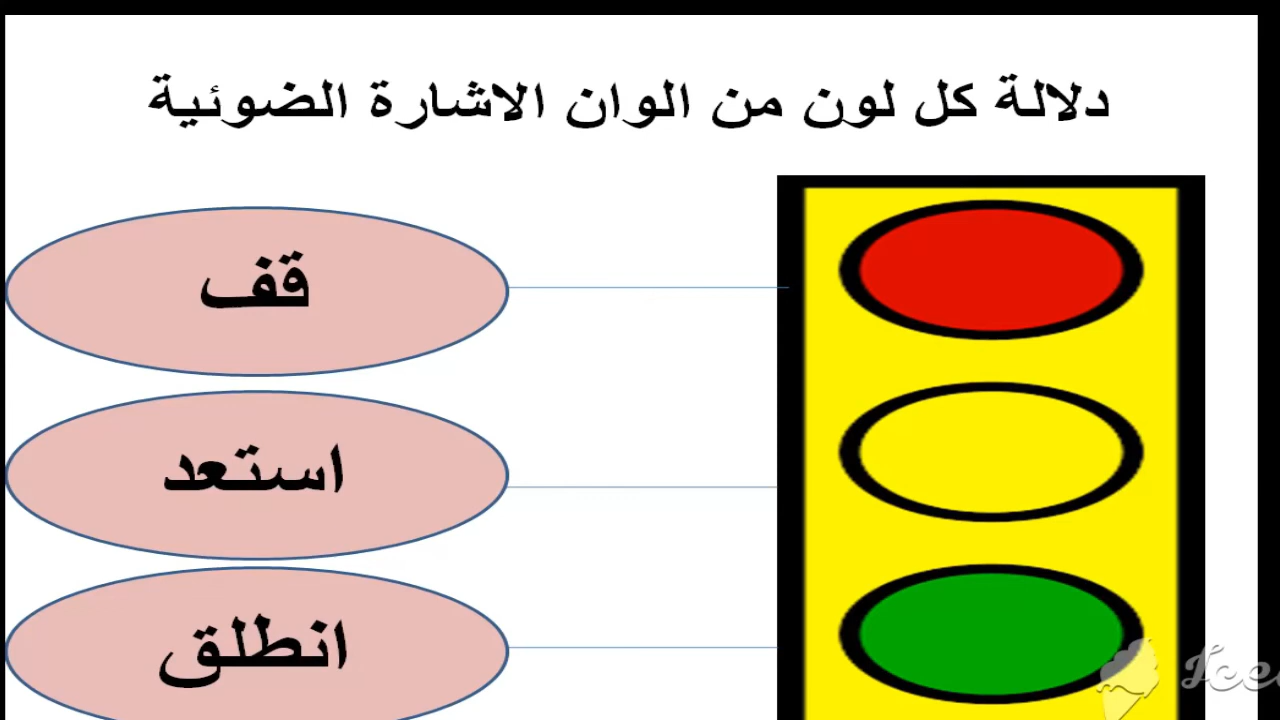 دلالة كل لون من الوان الاشارة الضوئية
قف
استعد
انطلق